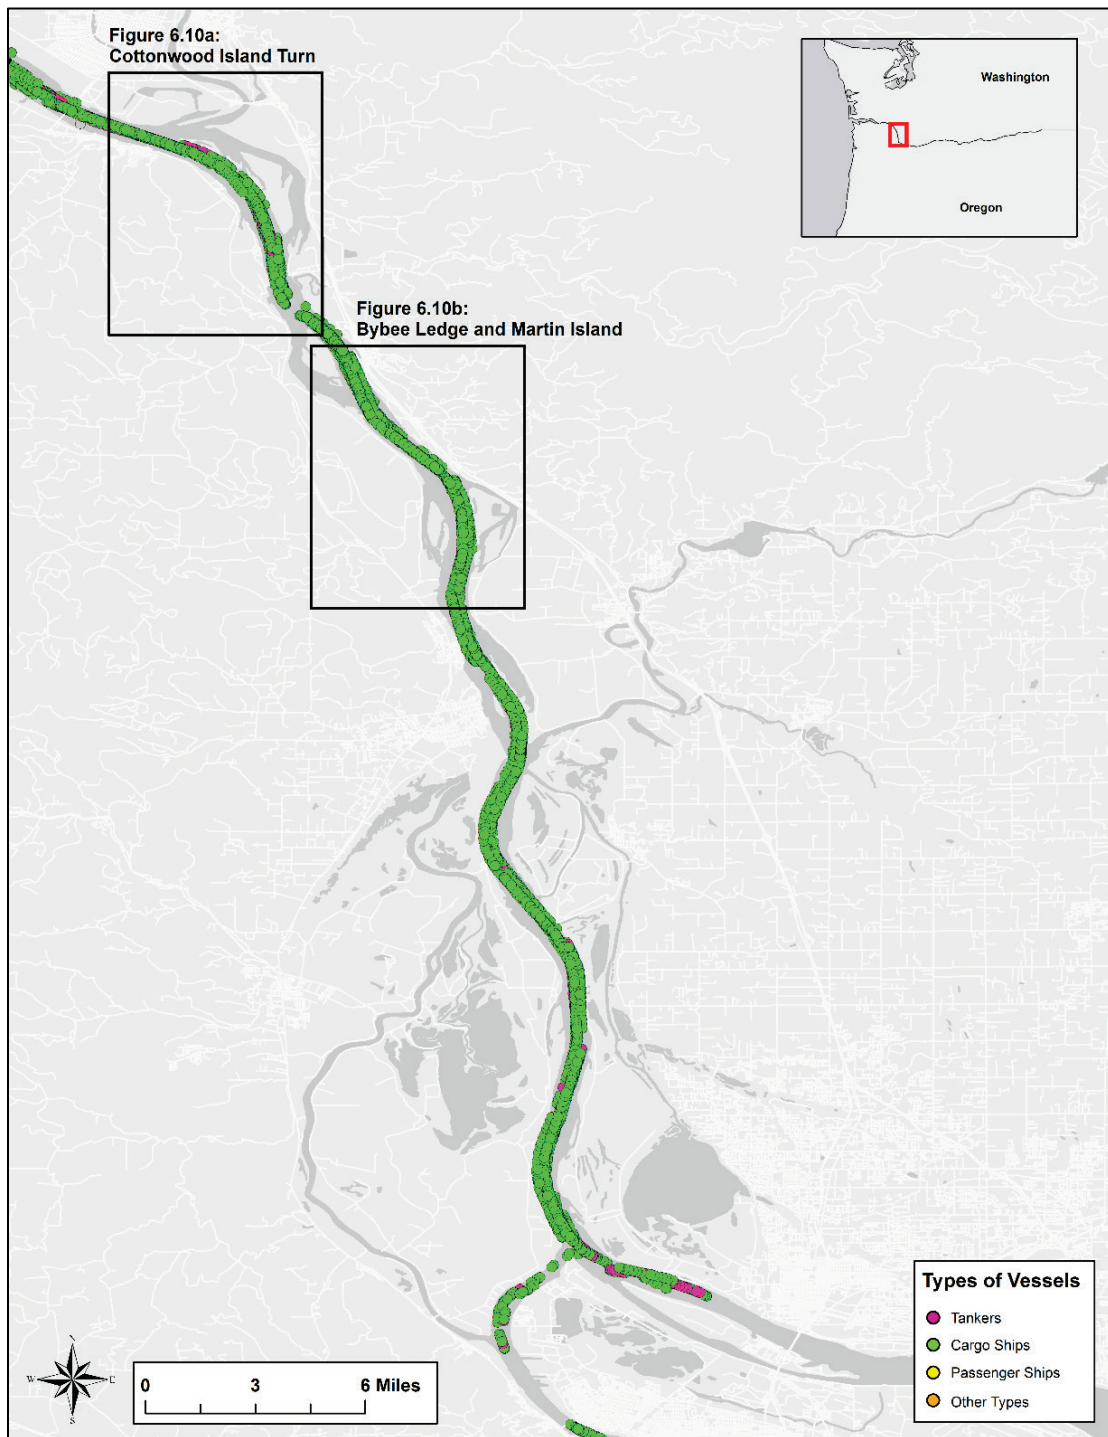 Figure 6.10a:
Cottonwood Island Turn
Washington
Oregon
Figure 6.10b:
Bybee Ledge and Martin Island
Types of Vessels
Tankers
Cargo Ships
Passenger Ships
Other Types
N
W
E
S
0 3 6 Miles